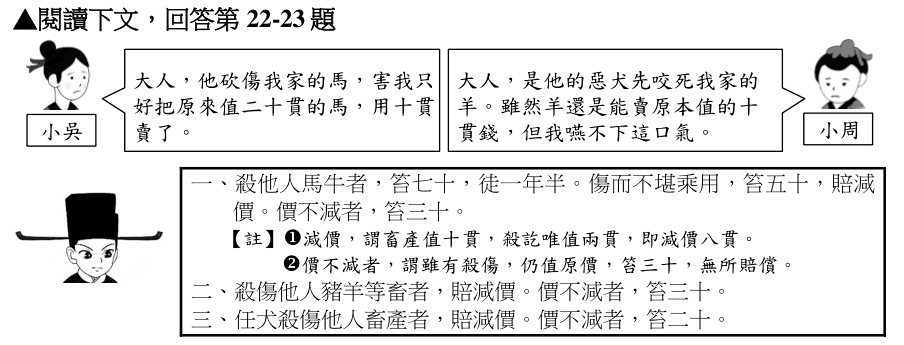 ▲閱讀下文，回答第 22-23 題
大人，他砍傷我家的馬，害我只
好把原來值二十貫的馬，用十貫
賣了。
小吳
大人，是他的惡犬先咬死我家的
羊。雖然羊還是能賣原本值的十
貫錢，但我嚥不下這口氣。
小周
一、殺他人馬牛者，笞七十，徒一年半。傷而不堪乘用，笞五十，賠減
價。價不減者，笞三十。
【註】❶減價，謂畜產值十貫，殺訖唯值兩貫，即減價八貫。
❷價不減者，謂雖有殺傷，仍值原價，笞三十，無所賠償。
二、殺傷他人豬羊等畜者，賠減價。價不減者，笞三十。
三、任犬殺傷他人畜產者，賠減價。價不減者，笞二十。